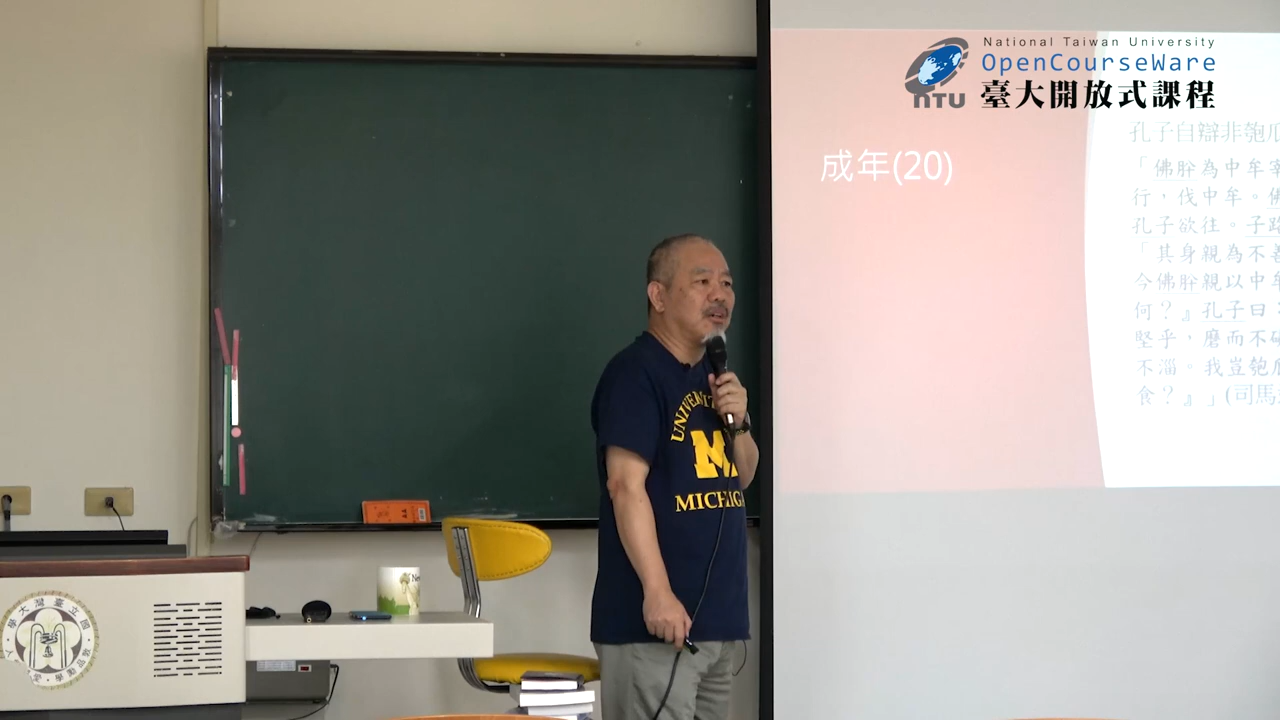 National Taiwan University
OpenCourseWare
臺大開放式課程
nTU
成年(20)
孔子自辯非匏瓜
「佛肸為中牟宰
行，伐中牟。佛
孔子欲往。子路
「其身親為不善
今佛肸親以中牟
何？』孔子曰：
堅乎，磨而不磷
不淄。我豈匏瓜
食？』」(司馬
UNIVERSIT
M
MICHIGA